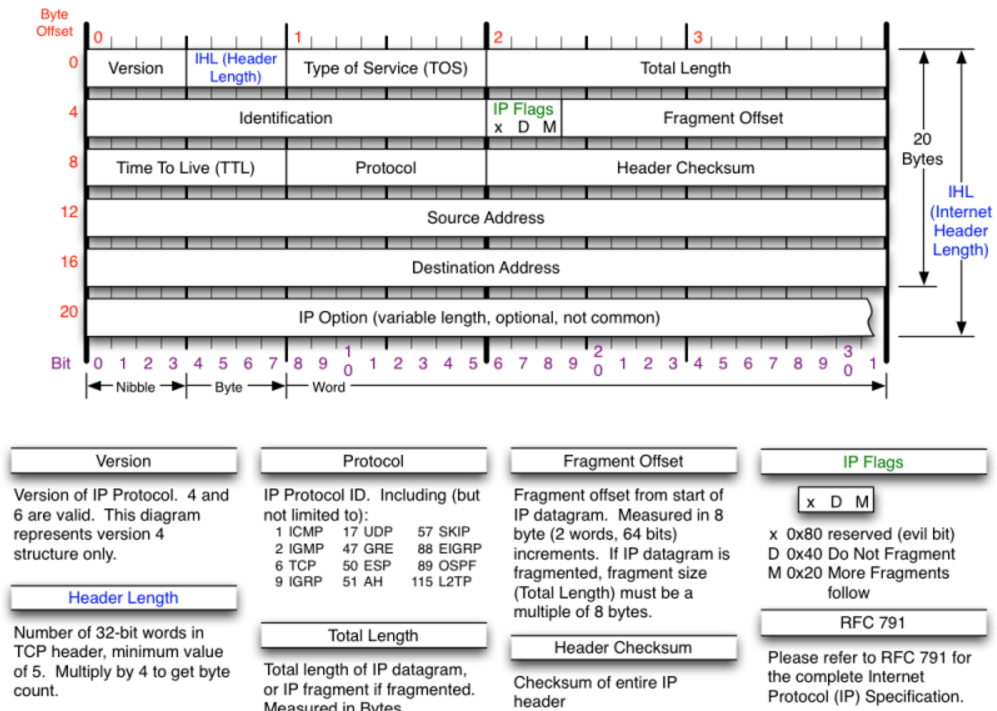 Byte
Offset
0 1 2 3
0 Version IHL (Header Length) Type of Service (TOS) Total Length
4 Identification IP Flags x D M Fragment Offset
8 Time To Live (TTL) Protocol Header Checksum
12 Source Address
16 Destination Address
20 IP Option (variable length, optional, not common)
20
Bytes
IHL
(Internet
Header
Length)
Bit 0 1 2 3 4 5 6 7 8 9 10 1 2 3 4 5 6 7 8 9 20 1 2 3 4 5 6 7 8 9 30 1
Nibble Byte Word
Version
Version of IP Protocol. 4 and
6 are valid. This diagram
represents version 4
structure only.
Header Length
Number of 32-bit words in
TCP header, minimum value
of 5. Multiply by 4 to get byte
count.
Protocol
IP Protocol ID. Including (but
not limited to):
1 ICMP 17 UDP 57 SKIP
2 IGMP 47 GRE 88 EIGRP
6 TCP 50 ESP 89 OSPF
9 IGRP 51 AH 115 L2TP
Total Length
Total length of IP datagram,
or IP fragment if fragmented.
Measured in Bytes
Fragment Offset
Fragment offset from start of
IP datagram. Measured in 8
byte (2 words, 64 bits)
increments. If IP datagram is
fragmented, fragment size
(Total Length) must be a
multiple of 8 bytes.
Header Checksum
Checksum of entire IP
header
IP Flags
x D M
x 0x80 reserved (evil bit)
D 0x40 Do Not Fragment
M 0x20 More Fragments
follow
RFC 791
Please refer to RFC 791 for
the complete Internet
Protocol (IP) Specification.